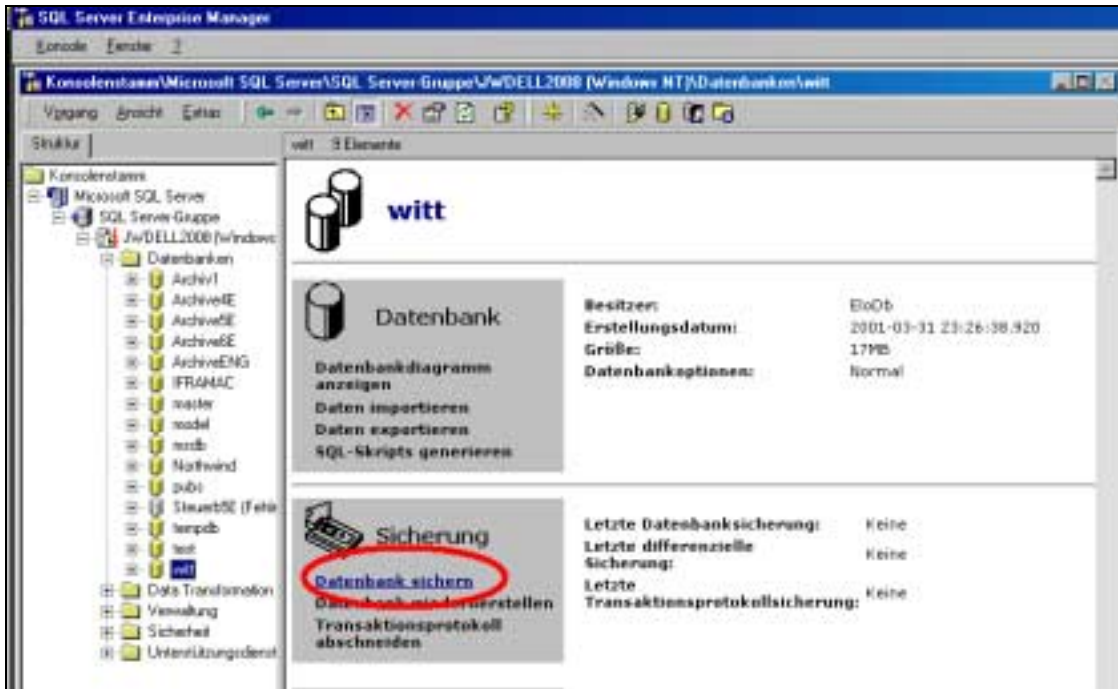 SQL Server Enterprise Manager
Konsole Fenster ?
Konsolenstamm\Microsoft SQL Server\SQL Server-Gruppe\JWDELL2008 (Windows NT)\Datenbanken\witt
Vorgang Ansicht Extras
Struktur
witt 9 Elemente
Konsolenstamm
Microsoft SQL Server
SQL Server-Gruppe
JWDELL2008 (Windows
Datenbanken
Archiv1
Archive4E
Archive5E
Archive6E
ArchiveENG
IFRAMAC
master
model
msdb
Northwind
pubs
(Fehle
tempdb
test
witt
Data Transformation
Verwaltung
Sicherheit
Unterstützungsdienst
witt
Datenbank
Datenbankdiagramm
anzeigen
Daten importieren
Daten exportieren
SQL-Skripts generieren
Besitzer: EloDb
Erstellungsdatum: 2001-03-31 23:26:38.920
Größe: 17MB
Datenbankoptionen: Normal
Sicherung
Datenbank sichern
Datenbank wiederherstellen
Transaktionsprotokoll
abschneiden
Letzte Datenbanksicherung: Keine
Letzte differenzielle
Sicherung: Keine
Letzte
Transaktionsprotokollsicherung: Keine